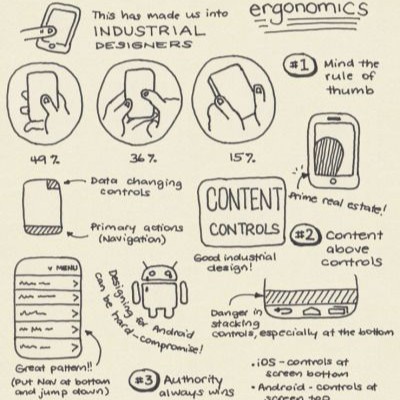 ergonomics
This has made us into
INDUSTRIAL
DESIGNERS
#1 Mind the
rule of
thumb
49% 36% 15%
Prime real estate!
Data changing
controls
Primary actions
(Navigation)
CONTENT
CONTROLS
Good industrial
design!
#2 Content
above
controls
v MENU
Great pattern!!
(Put Nav at bottom
and jump down)
Designing for Android
can be hard - compromise!
Danger in
stacking
controls, especially at the bottom
#3 Authority
always wins
• iOS - controls at
screen bottom
• Android - controls at
screen top